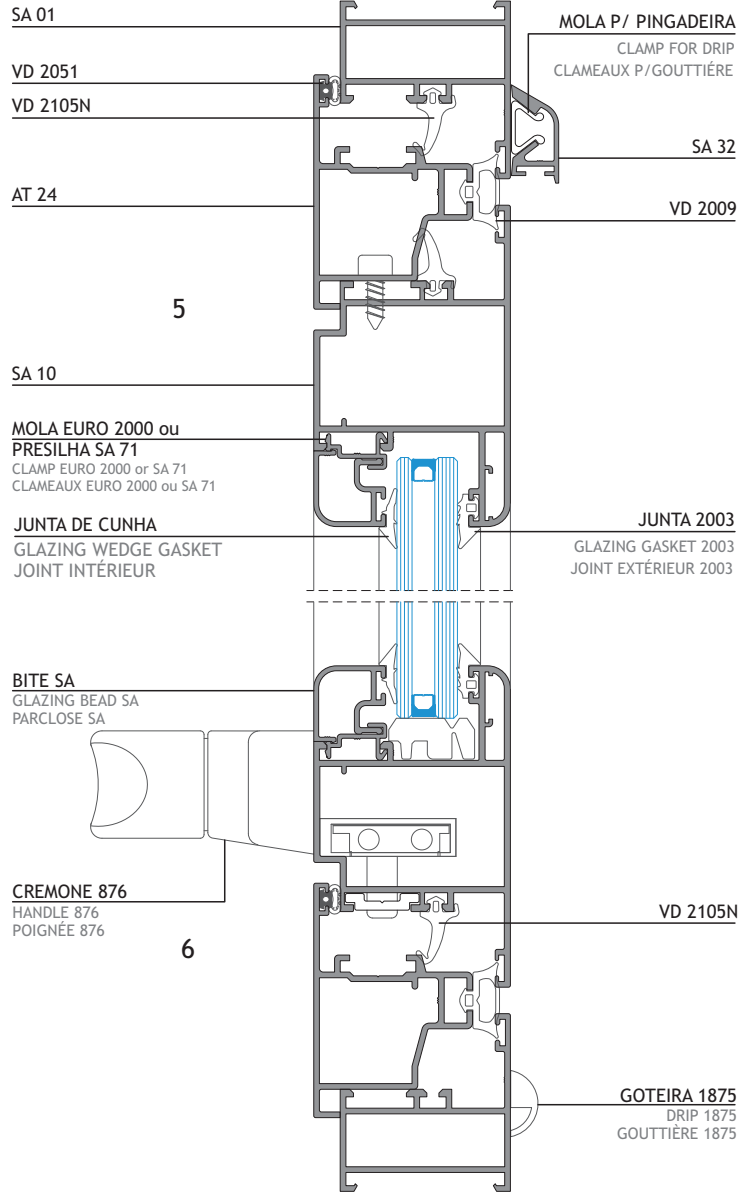 SA 01
MOLA P/ PINGADEIRA
CLAMP FOR DRIP
CLAMEAUX P/GOUTTIÉRE
VD 2051
VD 2105N
SA 32
AT 24
VD 2009
5
SA 10
MOLA EURO 2000 ou
PRESILHA SA 71
CLAMP EURO 2000 or SA 71
CLAMEAUX EURO 2000 ou SA 71
JUNTA DE CUNHA
GLAZING WEDGE GASKET
JOINT INTÉRIEUR
JUNTA 2003
GLAZING GASKET 2003
JOINT EXTÉRIEUR 2003
BITE SA
GLAZING BEAD SA
PARCLOSE SA
CREMONE 876
HANDLE 876
POIGNÉE 876
VD 2105N
6
GOTEIRA 1875
DRIP 1875
GOUTTIÈRE 1875